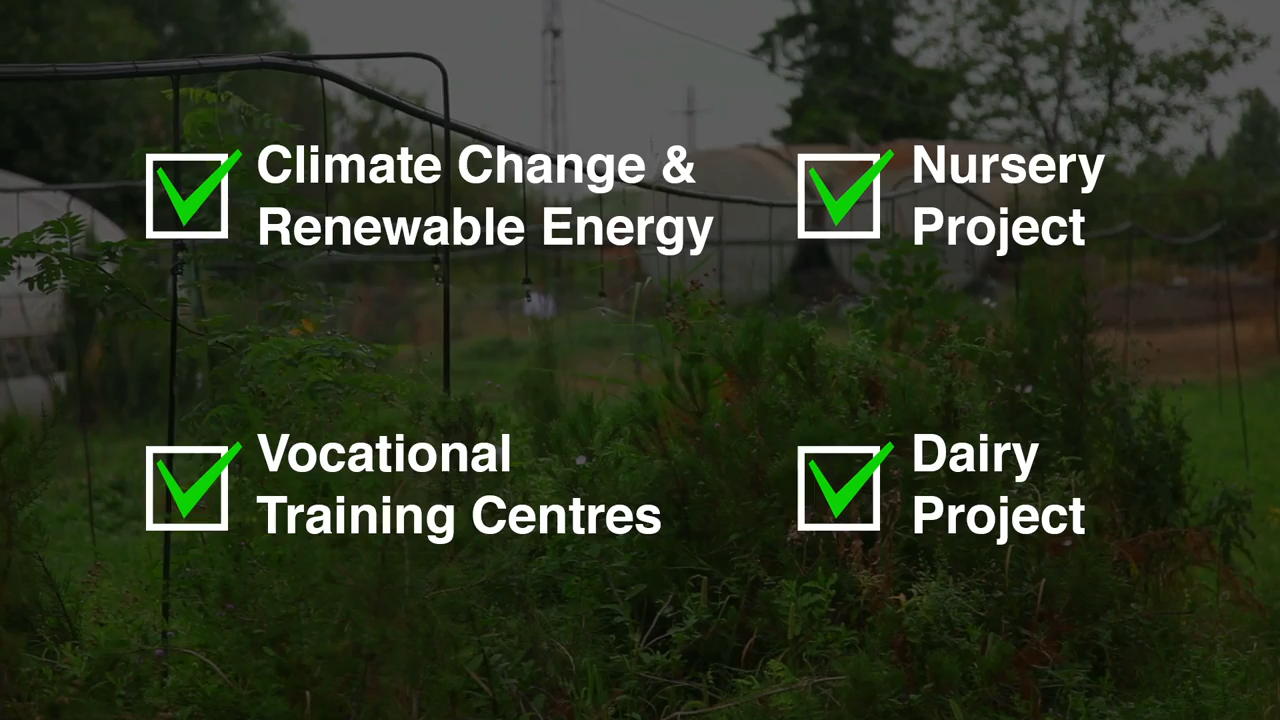 Climate Change &
Renewable Energy
Nursery
Project
Vocational
Training Centres
Dairy
Project